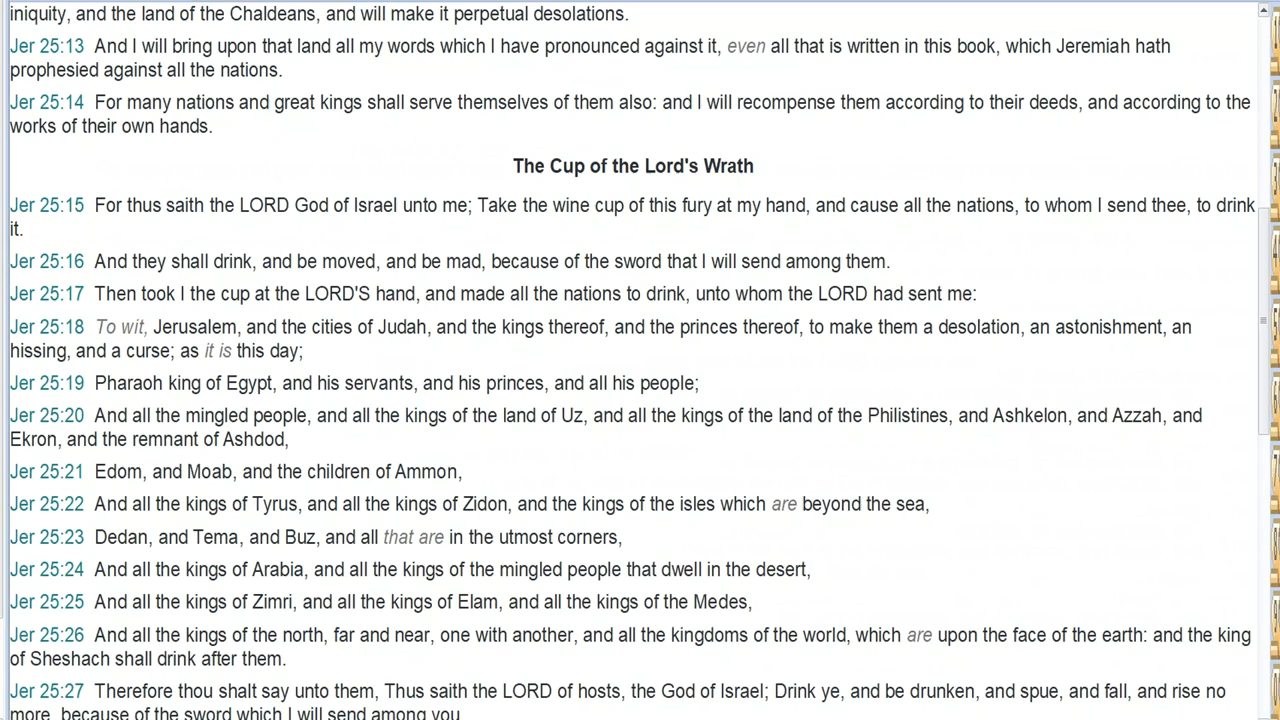 iniquity, and the land of the Chaldeans, and will make it perpetual desolations.
Jer 25:13 And I will bring upon that land all my words which I have pronounced against it, even all that is written in this book, which Jeremiah hath
prophesied against all the nations.
Jer 25:14 For many nations and great kings shall serve themselves of them also: and I will recompense them according to their deeds, and according to the
works of their own hands.
The Cup of the Lord's Wrath
Jer 25:15 For thus saith the LORD God of Israel unto me; Take the wine cup of this fury at my hand, and cause all the nations, to whom I send thee, to drink
it.
Jer 25:16 And they shall drink, and be moved, and be mad, because of the sword that I will send among them.
Jer 25:17 Then took I the cup at the LORD'S hand, and made all the nations to drink, unto whom the LORD had sent me:
Jer 25:18 To wit, Jerusalem, and the cities of Judah, and the kings thereof, and the princes thereof, to make them a desolation, an astonishment, an
hissing, and a curse; as it is this day;
Jer 25:19 Pharaoh king of Egypt, and his servants, and his princes, and all his people;
Jer 25:20 And all the mingled people, and all the kings of the land of Uz, and all the kings of the land of the Philistines, and Ashkelon, and Azzah, and
Ekron, and the remnant of Ashdod,
Jer 25:21 Edom, and Moab, and the children of Ammon,
Jer 25:22 And all the kings of Tyrus, and all the kings of Zidon, and the kings of the isles which are beyond the sea,
Jer 25:23 Dedan, and Tema, and Buz, and all that are in the utmost corners,
Jer 25:24 And all the kings of Arabia, and all the kings of the mingled people that dwell in the desert,
Jer 25:25 And all the kings of Zimri, and all the kings of Elam, and all the kings of the Medes,
Jer 25:26 And all the kings of the north, far and near, one with another, and all the kingdoms of the world, which are upon the face of the earth: and the king
of Sheshach shall drink after them.
Jer 25:27 Therefore thou shalt say unto them, Thus saith the LORD of hosts, the God of Israel; Drink ye, and be drunken, and spue, and fall, and rise no
more, because of the sword which I will send among you